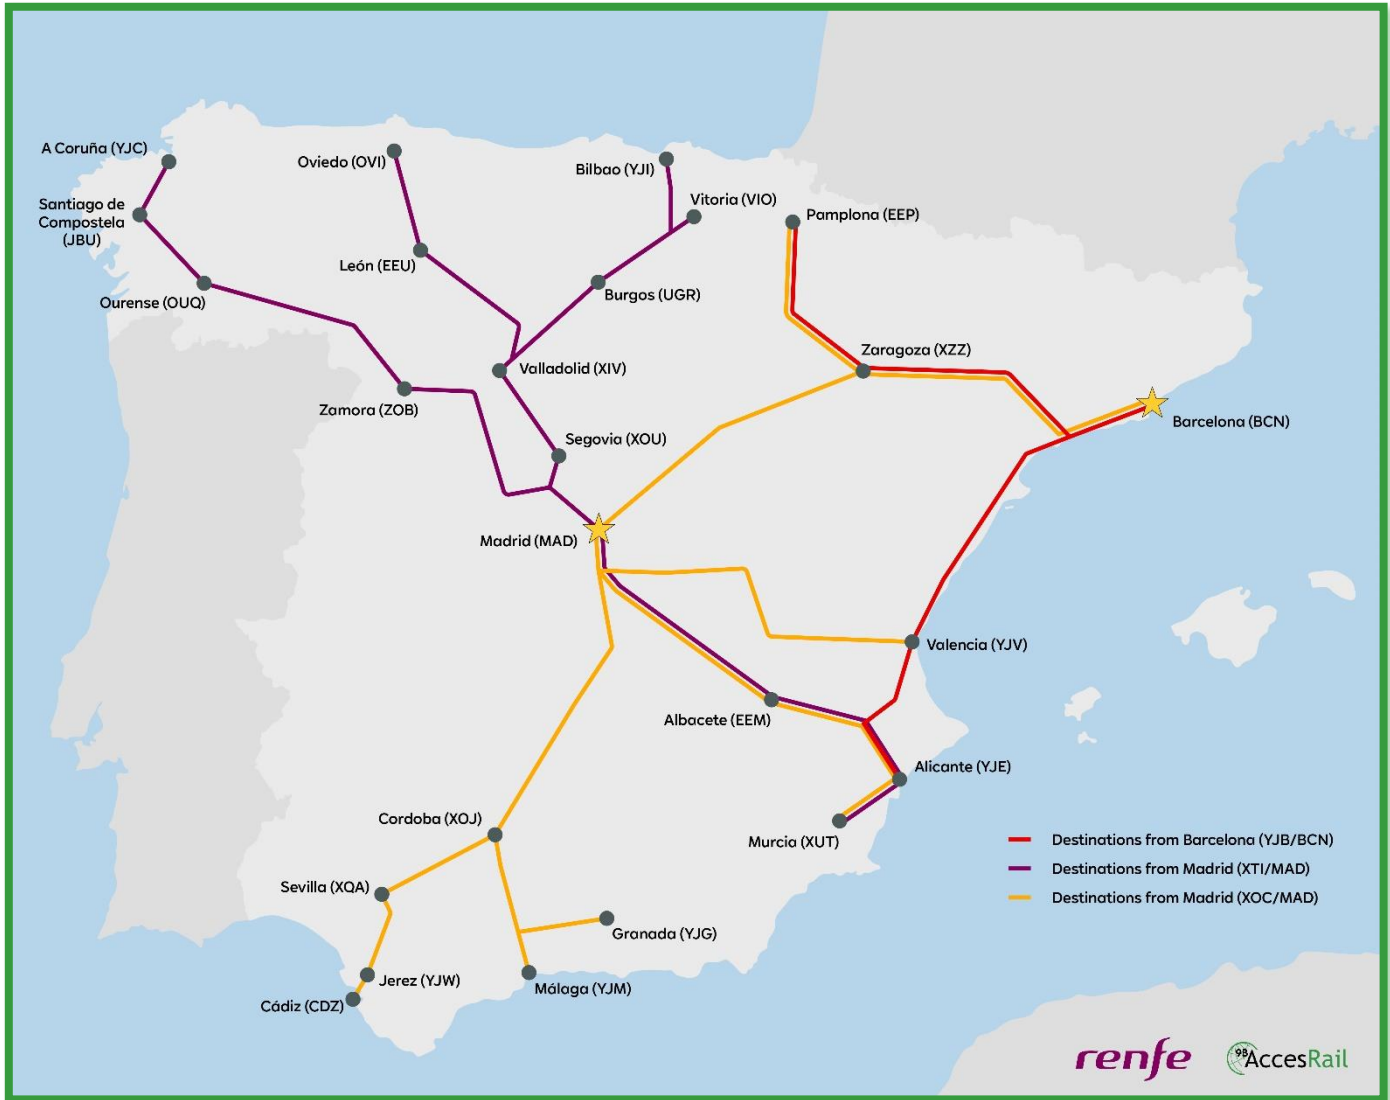 A Coruña (YJC)
Oviedo (OVI)
Bilbao (YJI)
Vitoria (VIO)
Santiago de
Compostela
(JBU)
Pamplona (EEP)
León (EEU)
Ourense (OUQ)
Burgos (UGR)
Zaragoza (XZZ)
Valladolid (XIV)
Zamora (ZOB)
Barcelona (BCN)
Segovia (XOU)
Madrid (MAD)
Valencia (YJV)
Albacete (EEM)
Alicante (YJE)
Cordoba (XOJ)
Murcia (XUT)
Destinations from Barcelona (YJB/BCN)
Destinations from Madrid (XTI/MAD)
Destinations from Madrid (XOC/MAD)
Sevilla (XQA)
Granada (YJG)
Jerez (YJW)
Málaga (YJM)
Cádiz (CDZ)
renfe
9B AccesRail